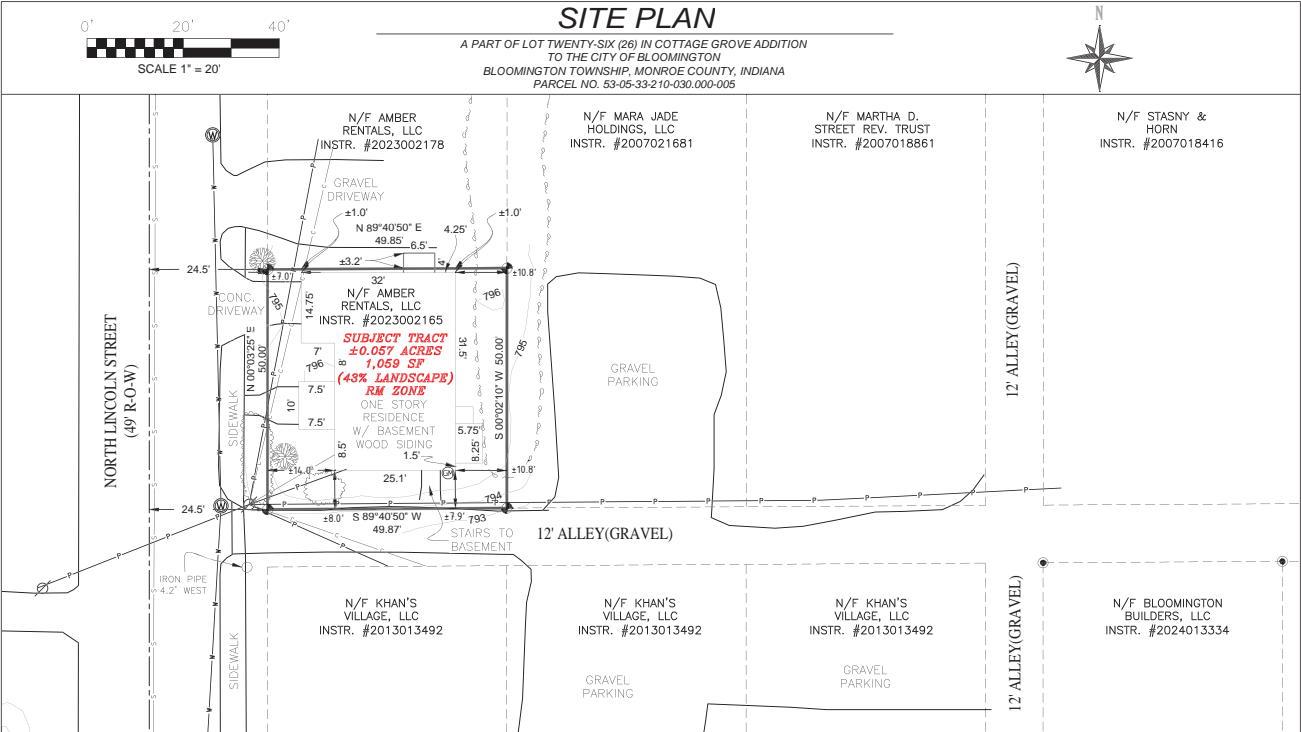 0' 20' 40'
SCALE 1" = 20'
SITE PLAN
A PART OF LOT TWENTY-SIX (26) IN COTTAGE GROVE ADDITION
TO THE CITY OF BLOOMINGTON
BLOOMINGTON TOWNSHIP, MONROE COUNTY, INDIANA
PARCEL NO. 53-05-33-210-030.000-005
N
N/F AMBER
RENTALS, LLC
INSTR. #2023002178
N/F MARA JADE
HOLDINGS, LLC
INSTR. #2007021681
N/F MARTHA D.
STREET REV. TRUST
INSTR. #2007018861
N/F STASNY &
HORN
INSTR. #2007018416
W
GRAVEL
DRIVEWAY
±1.0'
N 89°40'50" E
49.85'
6.5'
4.25'
±1.0'
±3.2'
4'
24.5'
±7.0'
32'
±10.8'
CONC.
DRIVEWAY
795
14.75'
N/F AMBER
RENTALS, LLC
INSTR. #2023002165
796
SUBJECT TRACT
±0.057 ACRES
1,059 SF
(43% LANDSCAPE)
RM ZONE
N 00°03'25" E
50.00'
7'
796
8'
31.5'
S 00°02'10" W 50.00'
795
7.5'
10'
7.5'
ONE STORY
RESIDENCE
W/ BASEMENT
WOOD SIDING
5.75'
8.25'
8.5'
1.5'
GM
±14.0'
25.1'
±10.8'
SIDEWALK
NORTH LINCOLN STREET
(49' R-O-W)
GRAVEL
PARKING
12' ALLEY(GRAVEL)
W
24.5'
±8.0'
S 89°40'50" W
49.87'
±7.9'
793
794
STAIRS TO
BASEMENT
12' ALLEY(GRAVEL)
IRON PIPE
4.2" WEST
SIDEWALK
N/F KHAN'S
VILLAGE, LLC
INSTR. #2013013492
N/F KHAN'S
VILLAGE, LLC
INSTR. #2013013492
N/F KHAN'S
VILLAGE, LLC
INSTR. #2013013492
12' ALLEY(GRAVEL)
N/F BLOOMINGTON
BUILDERS, LLC
INSTR. #2024013334
GRAVEL
PARKING
GRAVEL
PARKING